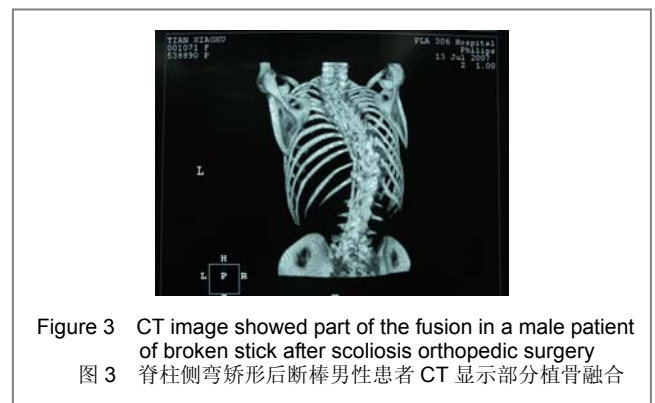 TIAN XIAOXU
001071 F
538890 P
PLA 306 Hospital
Philips
13 Jul 2007
Z 1.00
L
H
L P R
Figure 3 CT image showed part of the fusion in a male patient
of broken stick after scoliosis orthopedic surgery
图 3 脊柱侧弯矫形后断棒男性患者 CT 显示部分植骨融合